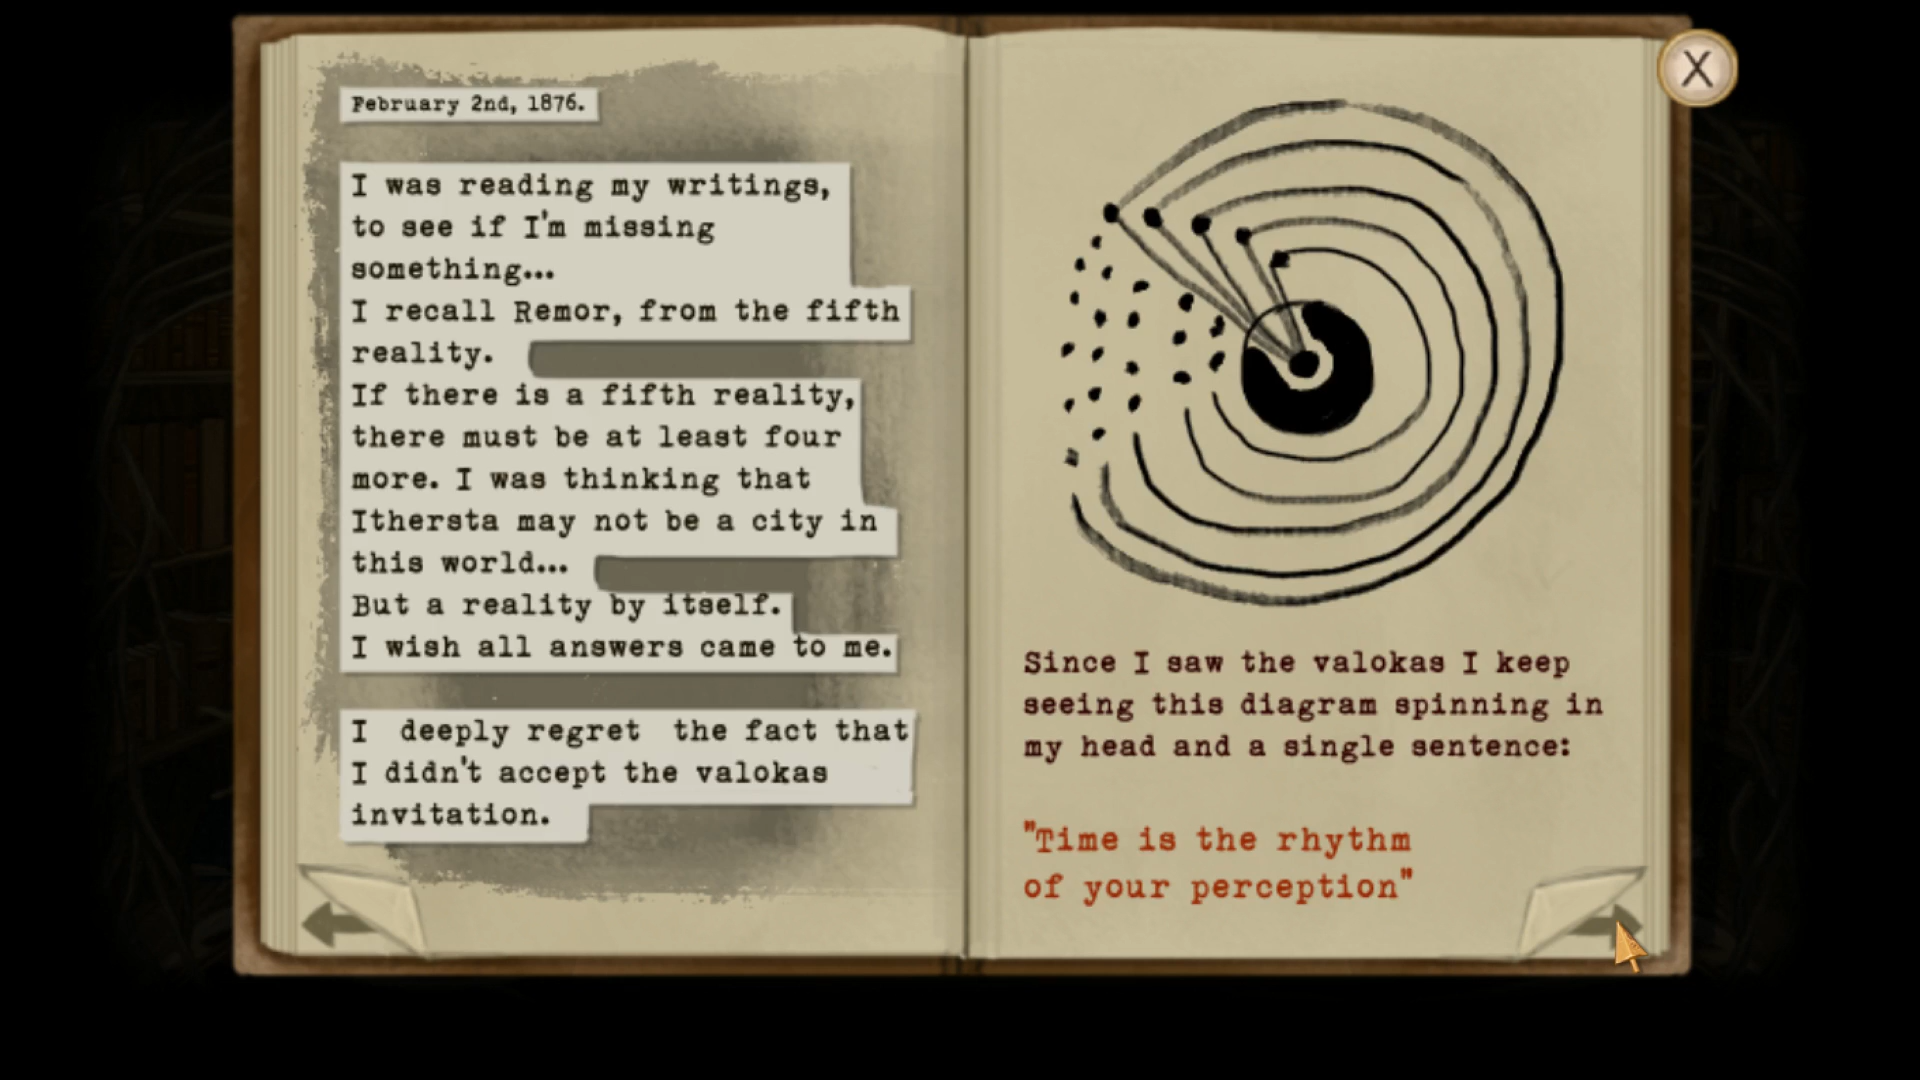 February 2nd, 1876.
I was reading my writings,
to see if I'm missing
something...
I recall Remor, from the fifth
reality.
If there is a fifth reality,
there must be at least four
more. I was thinking that
Ithersta may not be a city in
this world...
But a reality by itself.
I wish all answers came to me.
I deeply regret the fact that
I didn't accept the valokas
invitation.
X
Since I saw the valokas I keep
seeing this diagram spinning in
my head and a single sentence:
"Time is the rhythm
of your perception"